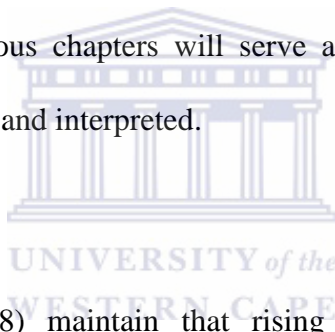 ous chapters will serve a
and interpreted.
UNIVERSITY of the
8) maintain that rising
WESTERN CAPE